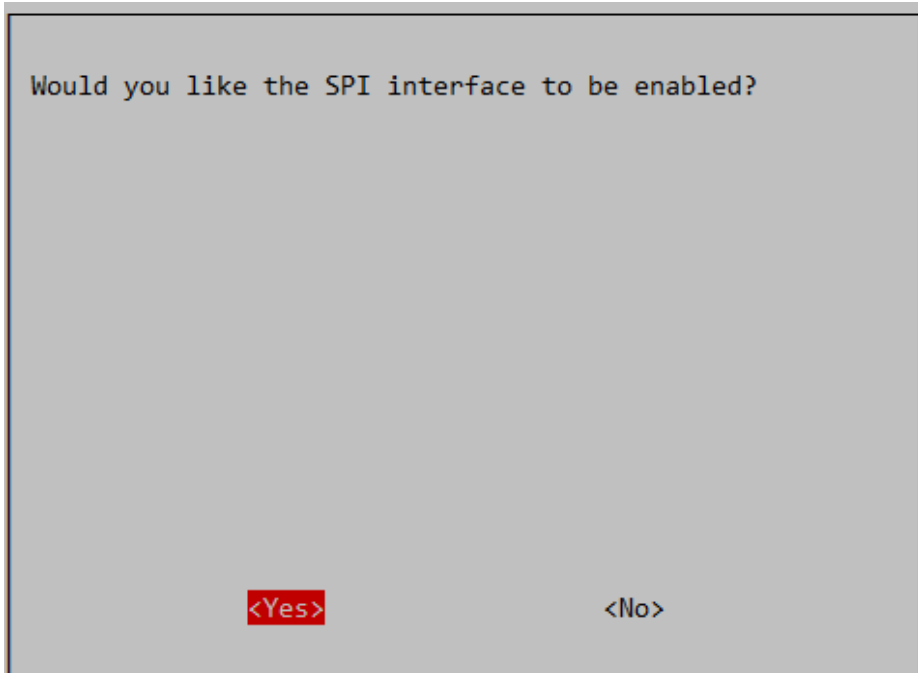 Would you like the SPI interface to be enabled?
<Yes> <No>